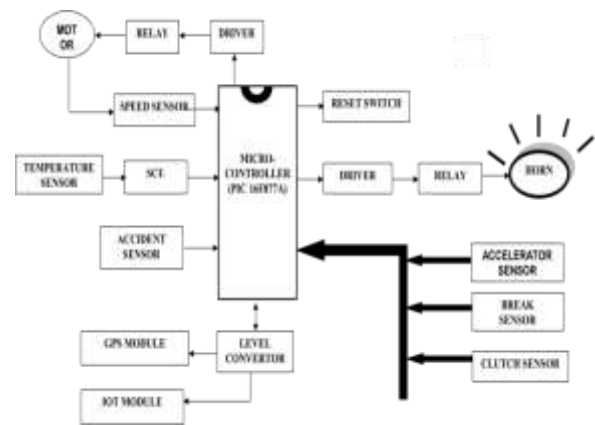 MOT
OR
RELAY
DRIVER
SPEED SENSOR
RESET SWITCH
TEMPERATURE
SENSOR
SCU
MICRO-
CONTROLLER
(PIC 16F877A)
DRIVER
RELAY
HORN
ACCIDENT
SENSOR
ACCELERATOR
SENSOR
BREAK
SENSOR
CLUTCH SENSOR
GPS MODULE
LEVEL
CONVERTOR
IOT MODULE